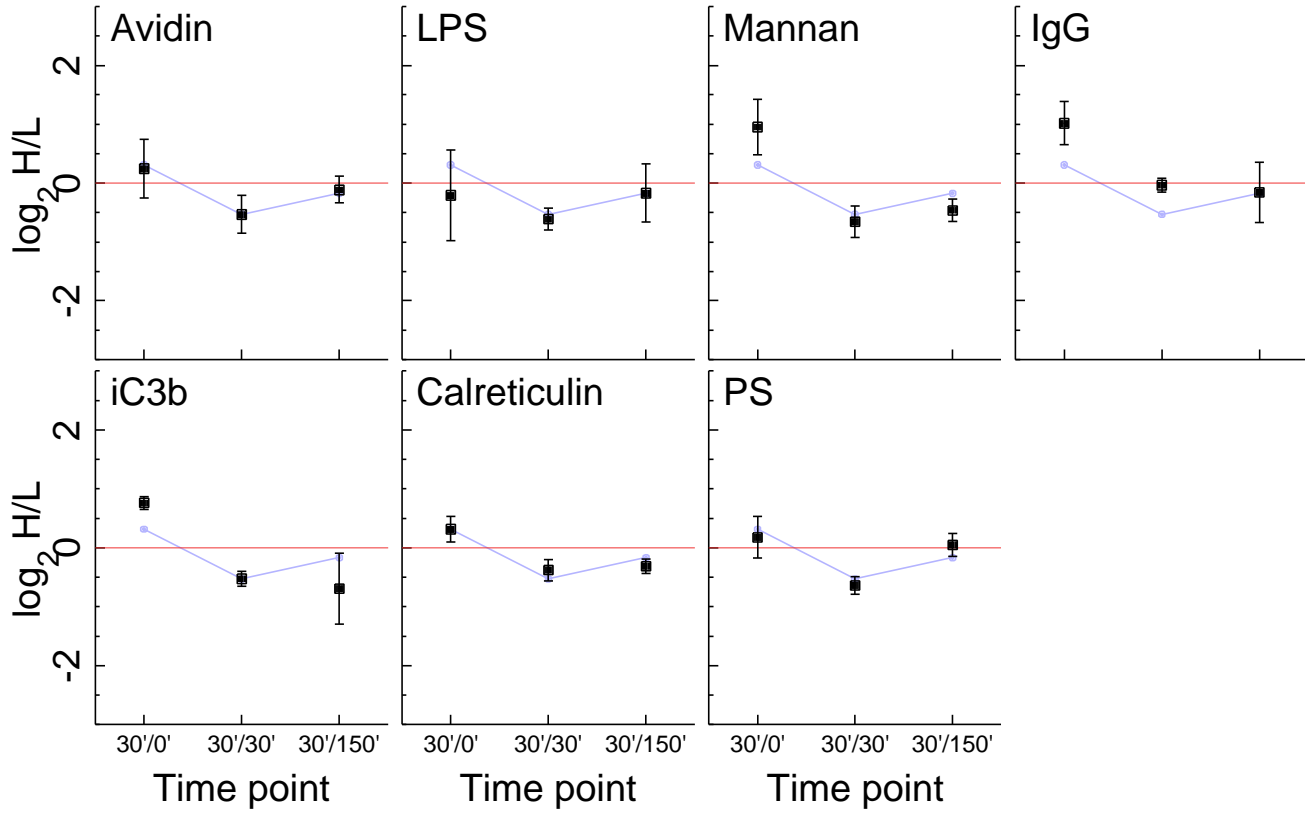 Avidin
LPS
Mannan
IgG
log₂ H/L
2
0
-2
iC3b
Calreticulin
PS
log₂ H/L
2
0
-2
30'/0' 30'/30' 30'/150'
30'/0' 30'/30' 30'/150'
30'/0' 30'/30' 30'/150'
Time point
Time point
Time point